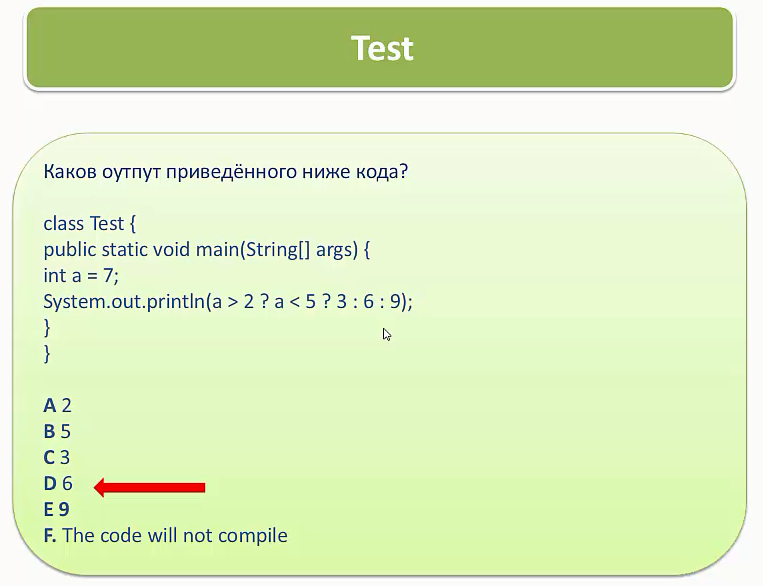 Test
Каков оутпут приведённого ниже кода?
class Test {
public static void main(String[] args) {
int a = 7;
System.out.println(a > 2 ? a < 5 ? 3 : 6 : 9);
}
}
A 2
B 5
C 3
D 6
E 9
F. The code will not compile